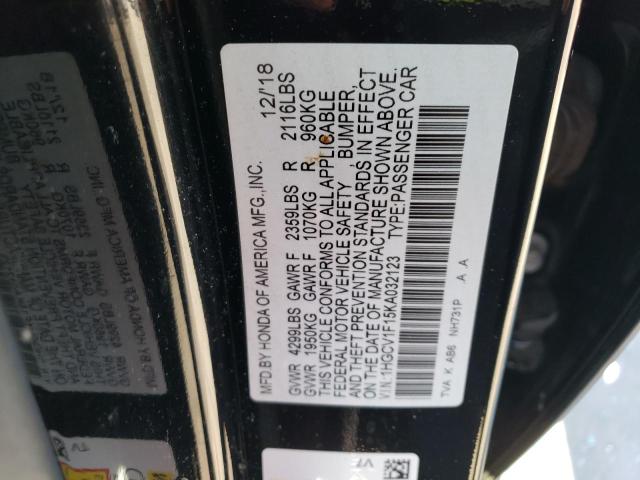 MFD.BY HONDA OF AMERICA MFG.,INC. 12/'18
GVWR 4299LBS GAWR F 2359LBS R 2116LBS
GVWR 1950KG GAWR F 1070KG R 960KG
THIS VEHICLE CONFORMS TO ALL APPLICABLE
FEDERAL MOTOR VEHICLE SAFETY , BUMPER,
AND THEFT PREVENTION STANDARDS IN EFFECT
ON THE DATE OF MANUFACTURE SHOWN ABOVE.
V.I.N.:1HGCV1F15KA032123 TYPE:PASSENGER CAR
TVA K AB6 NH731P A .A